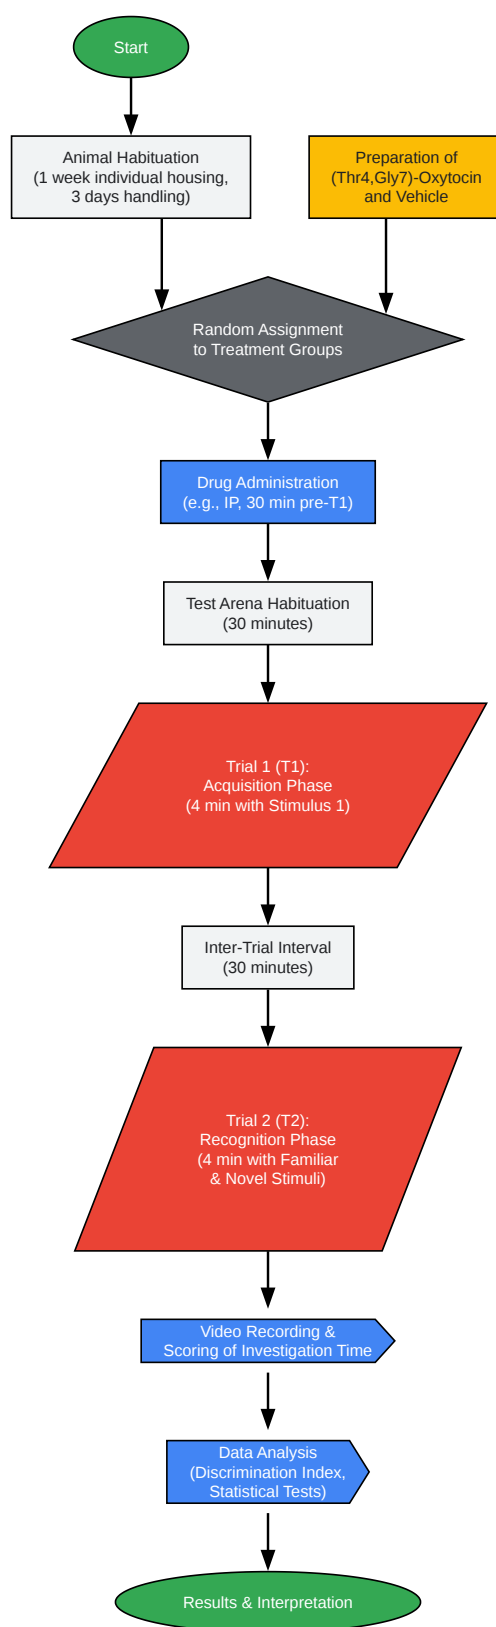 Start
Animal Habituation
(1 week individual housing,
3 days handling)
Preparation of
(Thr4,Gly7)-Oxytocin
and Vehicle
Random Assignment
to Treatment Groups
Drug Administration
(e.g., IP, 30 min pre-T1)
Test Arena Habituation
(30 minutes)
Trial 1 (T1):
Acquisition Phase
(4 min with Stimulus 1)
Inter-Trial Interval
(30 minutes)
Trial 2 (T2):
Recognition Phase
(4 min with Familiar
& Novel Stimuli)
Video Recording &
Scoring of Investigation Time
Data Analysis
(Discrimination Index,
Statistical Tests)
Results & Interpretation